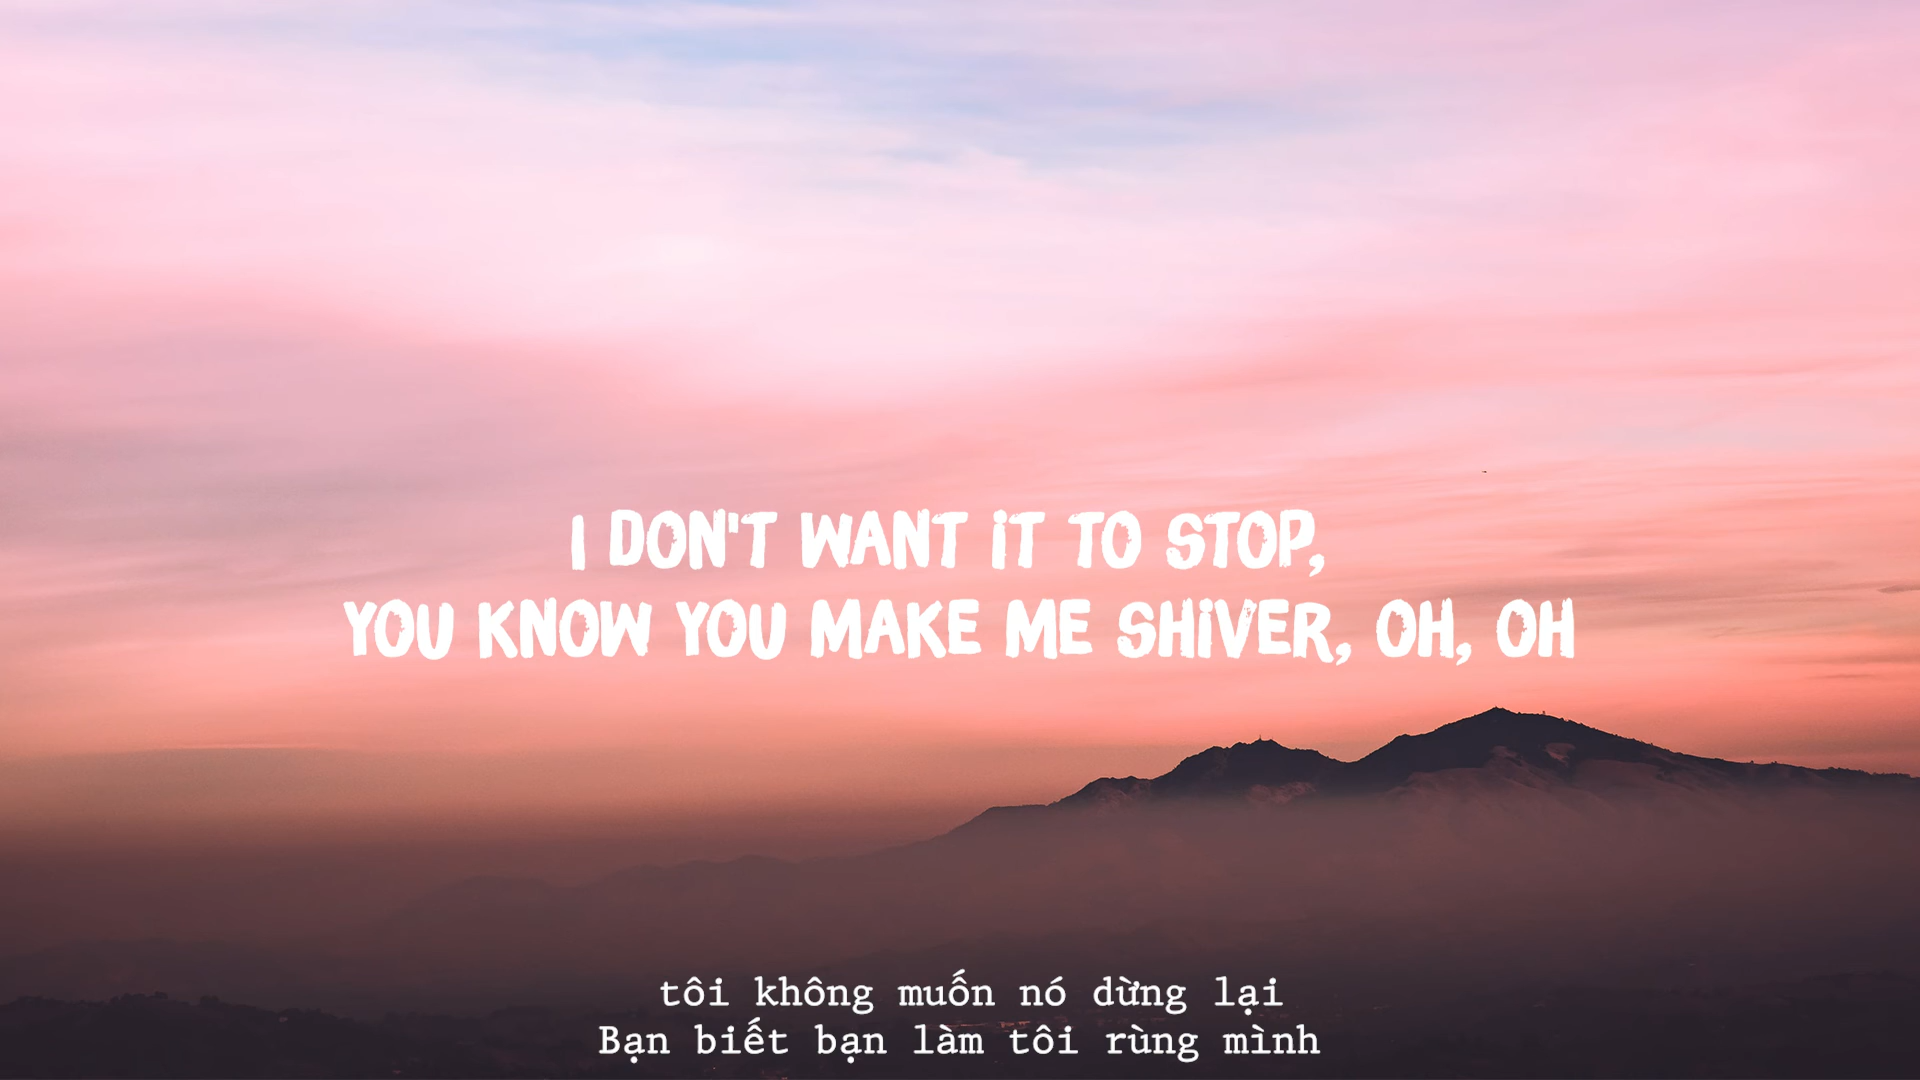 I DON'T WANT IT TO STOP,
YOU KNOW YOU MAKE ME SHIVER, OH, OH
tôi không muốn nó dừng lại
Bạn biết bạn làm tôi rùng mình